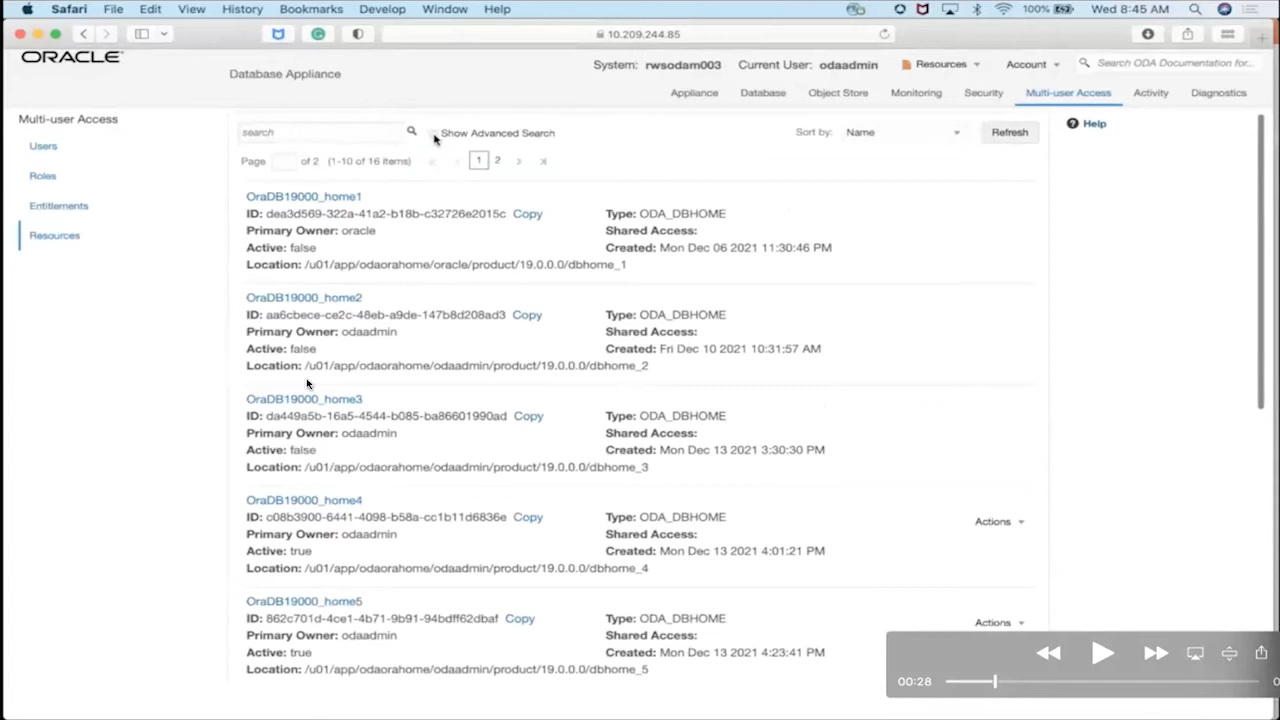 Safari File Edit View History Bookmarks Develop Window Help 100% Wed 8:45 AM
10.209.244.85
ORACLE
Database Appliance
System: rwsodam003 Current User: odaadmin Resources Account Search ODA Documentation for...
Appliance Database Object Store Monitoring Security Multi-user Access Activity Diagnostics
Multi-user Access
Users
Roles
Entitlements
Resources
search Show Advanced Search Sort by: Name Refresh
Help
Page of 2 (1-10 of 16 items) 1 2
OraDB19000_home1
ID: dea3d569-322a-41a2-b18b-c32726e2015c Copy Type: ODA_DBHOME
Primary Owner: oracle Shared Access:
Active: false Created: Mon Dec 06 2021 11:30:46 PM
Location: /u01/app/odaorahome/oracle/product/19.0.0.0/dbhome_1
OraDB19000_home2
ID: aa6cbece-ce2c-48eb-a9de-147b8d208ad3 Copy Type: ODA_DBHOME
Primary Owner: odaadmin Shared Access:
Active: false Created: Fri Dec 10 2021 10:31:57 AM
Location: /u01/app/odaorahome/odaadmin/product/19.0.0.0/dbhome_2
OraDB19000_home3
ID: da449a5b-16a5-4544-b085-ba86601990ad Copy Type: ODA_DBHOME
Primary Owner: odaadmin Shared Access:
Active: false Created: Mon Dec 13 2021 3:30:30 PM
Location: /u01/app/odaorahome/odaadmin/product/19.0.0.0/dbhome_3
OraDB19000_home4
ID: c08b3900-6441-4098-b58a-cc1b11d6836e Copy Type: ODA_DBHOME Actions
Primary Owner: odaadmin Shared Access:
Active: true Created: Mon Dec 13 2021 4:01:21 PM
Location: /u01/app/odaorahome/odaadmin/product/19.0.0.0/dbhome_4
OraDB19000_home5
ID: 862c701d-4ce1-4b71-9b91-94bdff62dbaf Copy Type: ODA_DBHOME Actions
Primary Owner: odaadmin Shared Access:
Active: true Created: Mon Dec 13 2021 4:23:41 PM
Location: /u01/app/odaorahome/odaadmin/product/19.0.0.0/dbhome_5
00:28